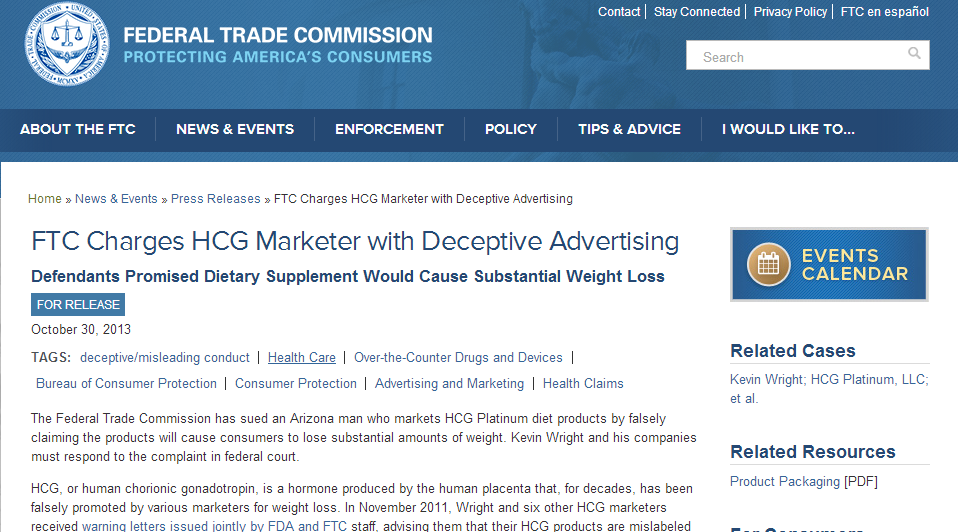 Contact | Stay Connected | Privacy Policy | FTC en español
FEDERAL TRADE COMMISSION
PROTECTING AMERICA'S CONSUMERS
Search
ABOUT THE FTC
NEWS & EVENTS
ENFORCEMENT
POLICY
TIPS & ADVICE
I WOULD LIKE TO...
Home » News & Events » Press Releases » FTC Charges HCG Marketer with Deceptive Advertising
FTC Charges HCG Marketer with Deceptive Advertising
Defendants Promised Dietary Supplement Would Cause Substantial Weight Loss
FOR RELEASE
October 30, 2013
TAGS: deceptive/misleading conduct | Health Care | Over-the-Counter Drugs and Devices |
Bureau of Consumer Protection | Consumer Protection | Advertising and Marketing | Health Claims
The Federal Trade Commission has sued an Arizona man who markets HCG Platinum diet products by falsely
claiming the products will cause consumers to lose substantial amounts of weight. Kevin Wright and his companies
must respond to the complaint in federal court.
HCG, or human chorionic gonadotropin, is a hormone produced by the human placenta that, for decades, has been
falsely promoted by various marketers for weight loss. In November 2011, Wright and six other HCG marketers
received warning letters issued jointly by FDA and FTC staff, advising them that their HCG products are mislabeled
EVENTS
CALENDAR
Related Cases
Kevin Wright; HCG Platinum, LLC;
et al.
Related Resources
Product Packaging [PDF]
For Consumers